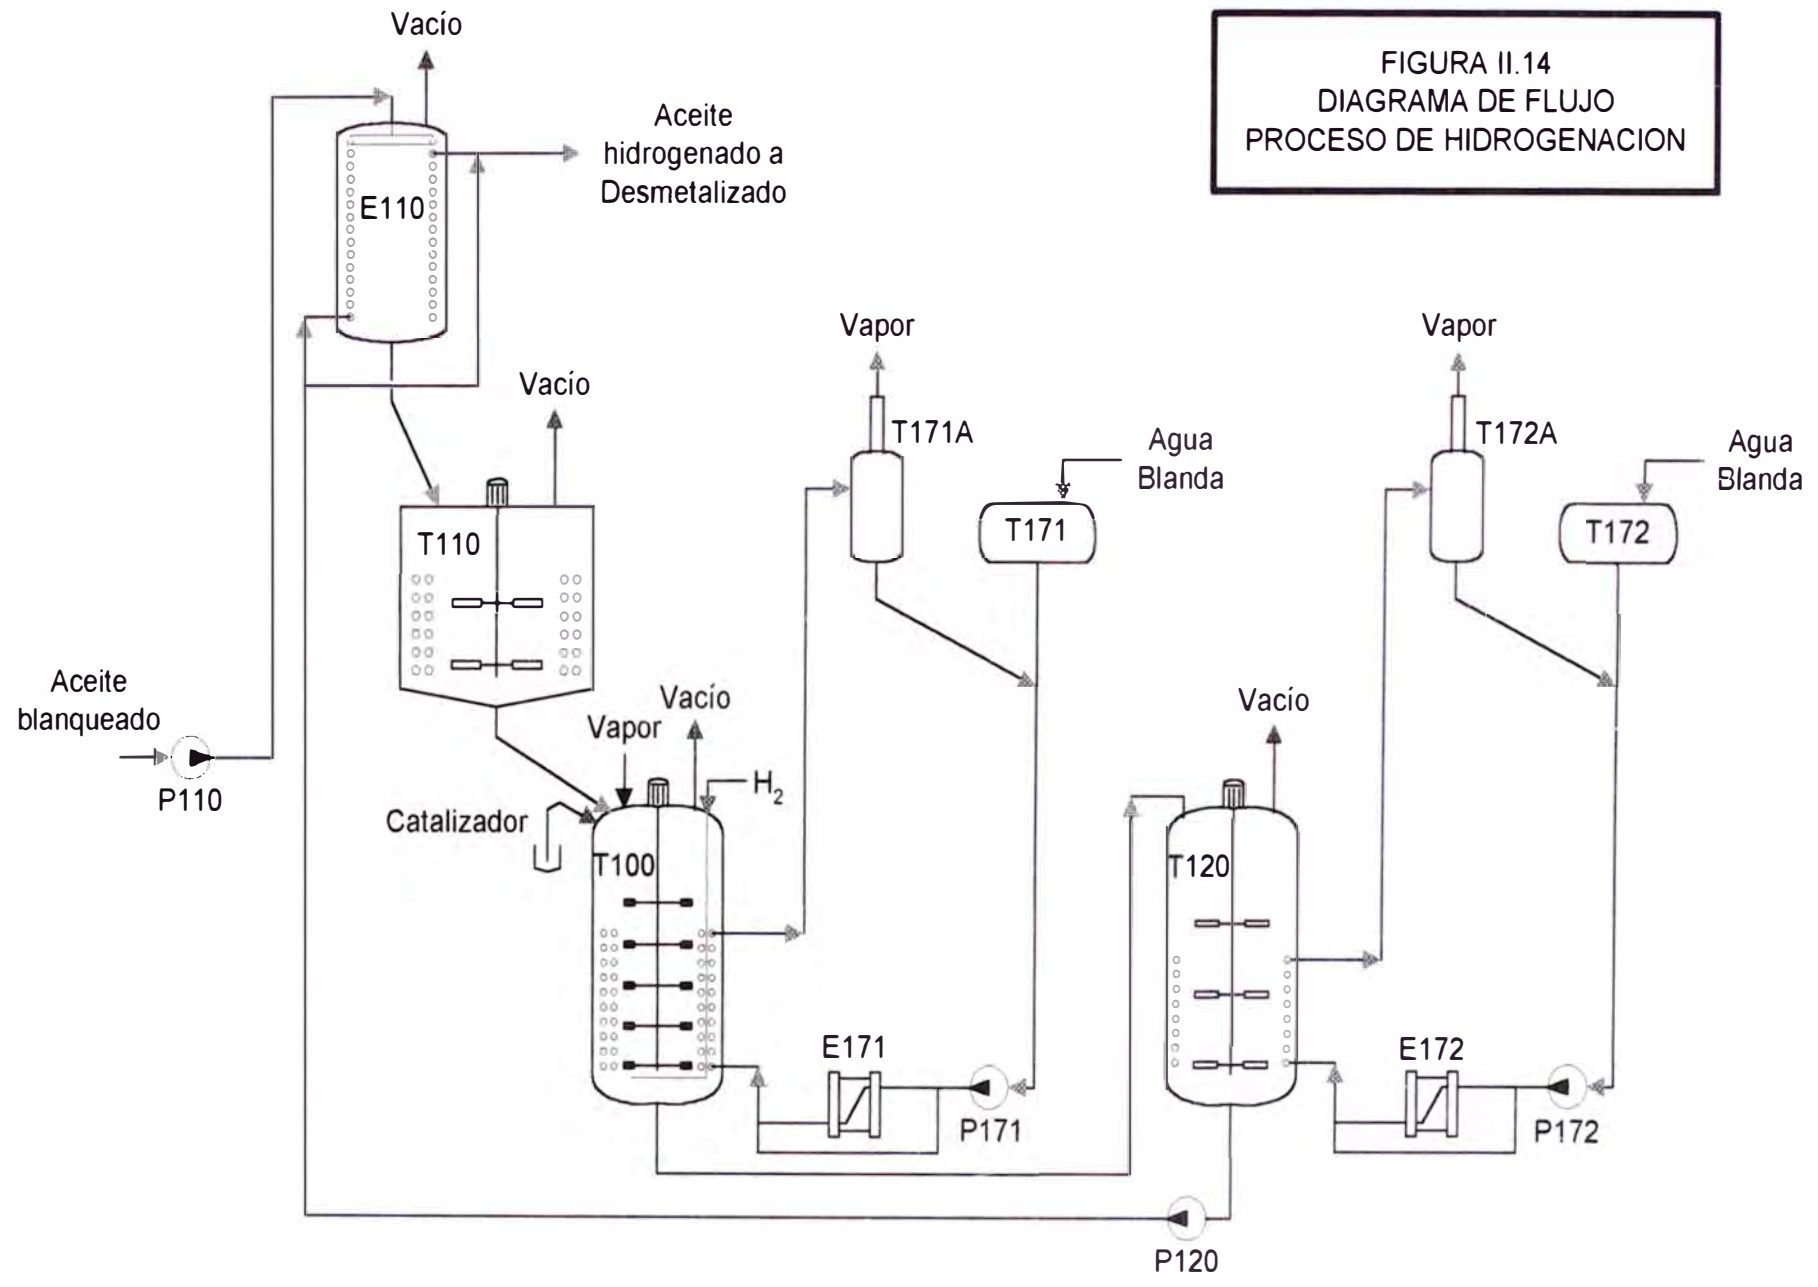 Vacío
FIGURA II.14
DIAGRAMA DE FLUJO
PROCESO DE HIDROGENACION
Aceite
hidrogenado a
Desmetalizado
E110
Vapor
Vapor
Vacío
T171A
Agua
Blanda
T172A
Agua
Blanda
T110
T171
T172
Aceite
blanqueado
P110
Vacío
Vapor
H2
Catalizador
T100
Vacío
T120
E171
P171
E172
P172
P120